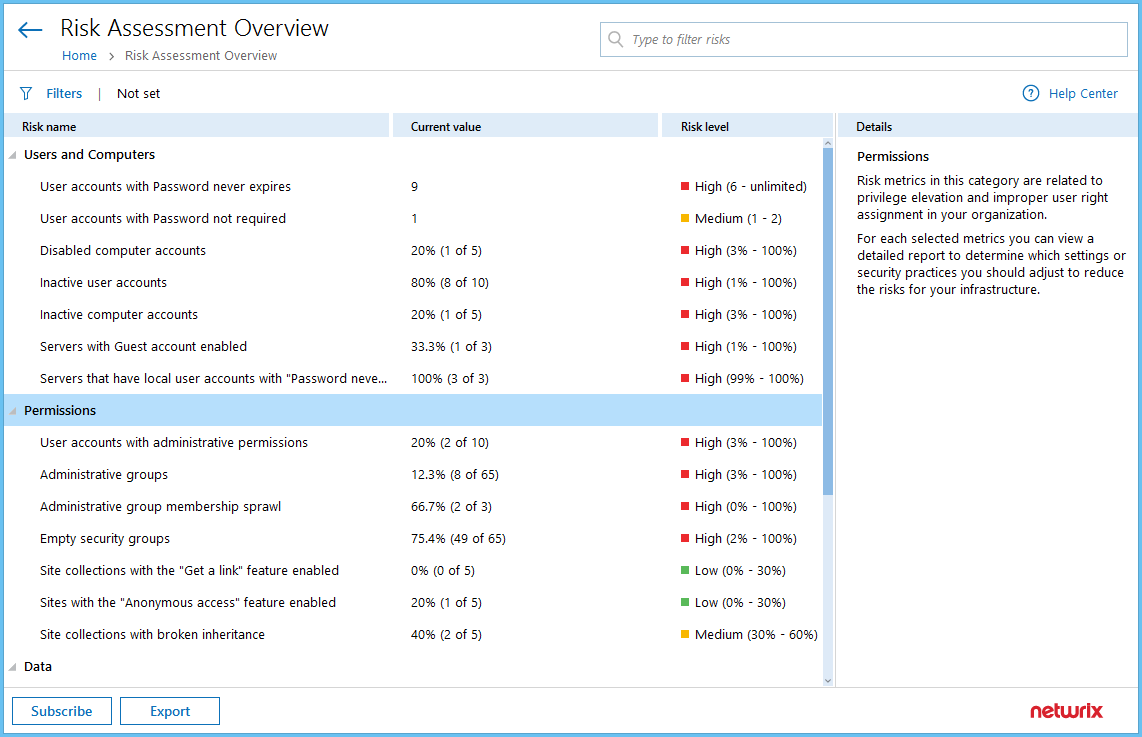 Risk Assessment Overview
Type to filter risks
Home > Risk Assessment Overview
Filters | Not set
Help Center
Risk name Current value Risk level
Users and Computers
User accounts with Password never expires 9 High (6 - unlimited)
User accounts with Password not required 1 Medium (1 - 2)
Disabled computer accounts 20% (1 of 5) High (3% - 100%)
Inactive user accounts 80% (8 of 10) High (1% - 100%)
Inactive computer accounts 20% (1 of 5) High (3% - 100%)
Servers with Guest account enabled 33.3% (1 of 3) High (1% - 100%)
Servers that have local user accounts with "Password neve... 100% (3 of 3) High (99% - 100%)
Permissions
User accounts with administrative permissions 20% (2 of 10) High (3% - 100%)
Administrative groups 12.3% (8 of 65) High (3% - 100%)
Administrative group membership sprawl 66.7% (2 of 3) High (0% - 100%)
Empty security groups 75.4% (49 of 65) High (2% - 100%)
Site collections with the "Get a link" feature enabled 0% (0 of 5) Low (0% - 30%)
Sites with the "Anonymous access" feature enabled 20% (1 of 5) Low (0% - 30%)
Site collections with broken inheritance 40% (2 of 5) Medium (30% - 60%)
Data
Details
Permissions
Risk metrics in this category are related to
privilege elevation and improper user right
assignment in your organization.
For each selected metrics you can view a
detailed report to determine which settings or
security practices you should adjust to reduce
the risks for your infrastructure.
Subscribe Export
netwrix